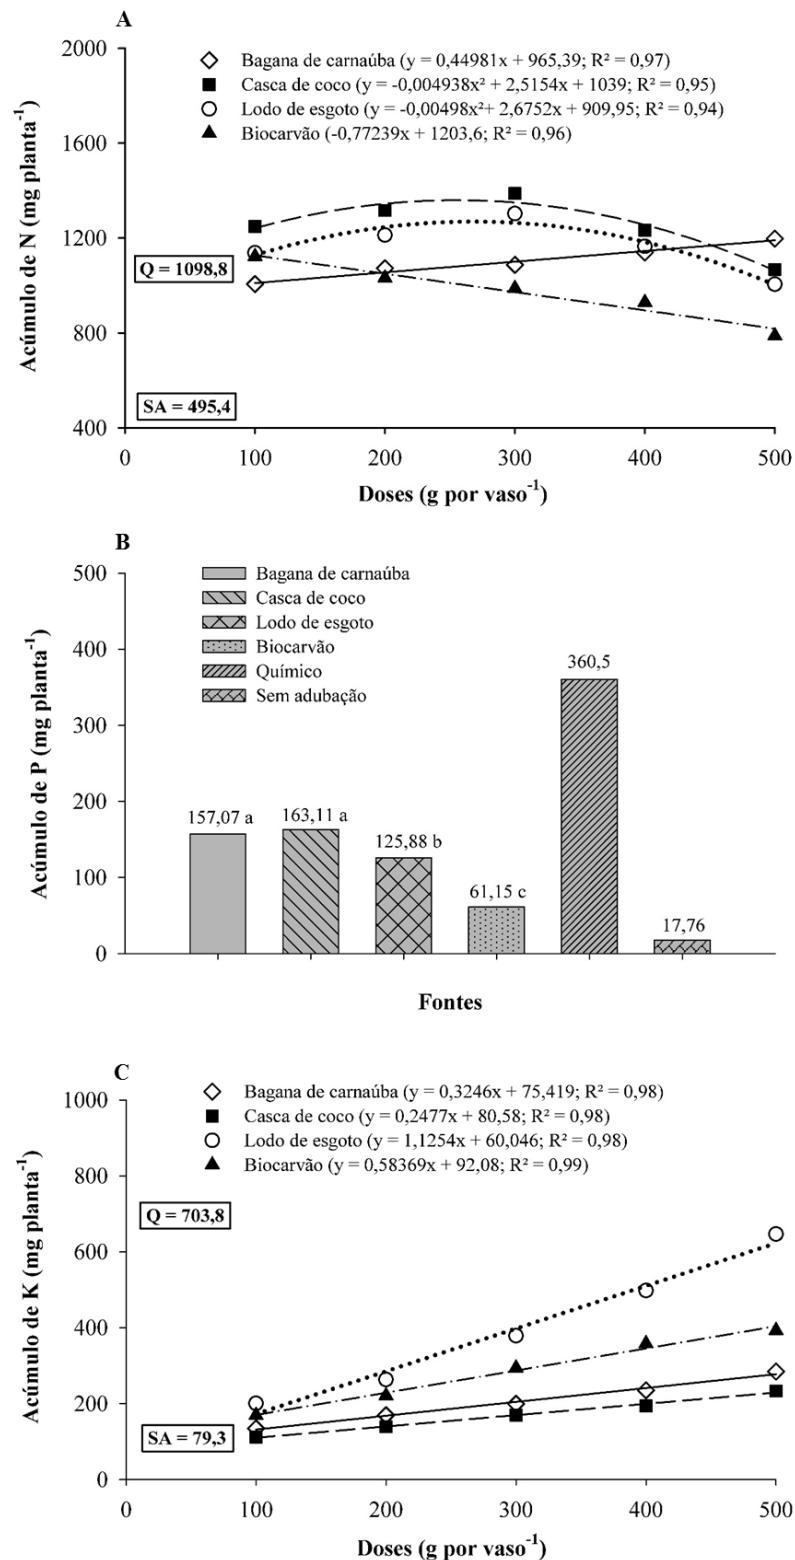 A
Bagana de carnaúba (y = 0,44981x + 965,39; R² = 0,97)
Casca de coco (y = -0,004938x² + 2,5154x + 1039; R² = 0,95)
Lodo de esgoto (y = -0,00498x²+ 2,6752x + 909,95; R² = 0,94)
Biocarvão (-0,77239x + 1203,6; R² = 0,96)
Acúmulo de N (mg planta⁻¹)
2000
1600
1200
800
400
Q = 1098,8
SA = 495,4
0 100 200 300 400 500
Doses (g por vaso⁻¹)
B
Bagana de carnaúba
Casca de coco
Lodo de esgoto
Biocarvão
Químico
Sem adubação
Acúmulo de P (mg planta⁻¹)
500
400
300
200
100
0
157,07 a
163,11 a
125,88 b
61,15 c
360,5
17,76
Fontes
C
Bagana de carnaúba (y = 0,3246x + 75,419; R² = 0,98)
Casca de coco (y = 0,2477x + 80,58; R² = 0,98)
Lodo de esgoto (y = 1,1254x + 60,046; R² = 0,98)
Biocarvão (y = 0,58369x + 92,08; R² = 0,99)
Acúmulo de K (mg planta⁻¹)
1000
800
600
400
200
0
Q = 703,8
SA = 79,3
0 100 200 300 400 500
Doses (g por vaso⁻¹)